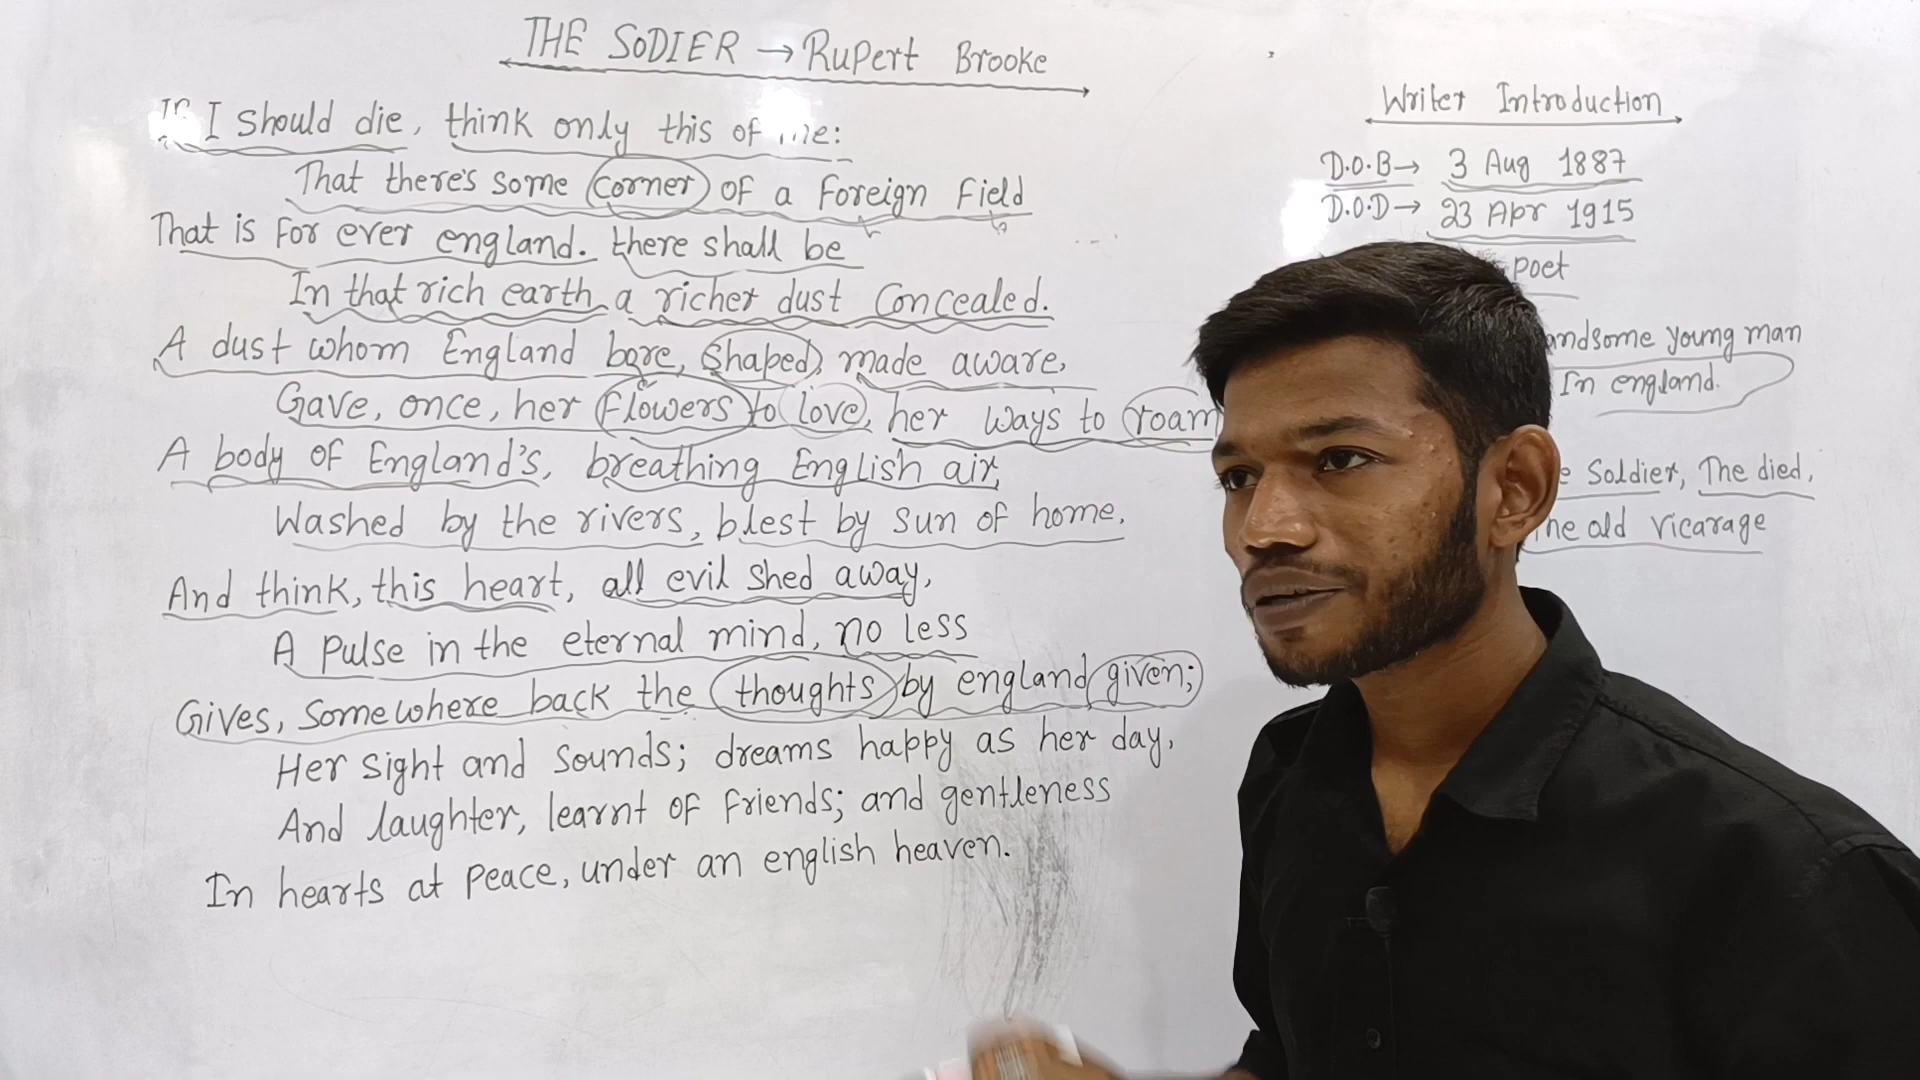 THE SODIER → Rupert Brooke
If I should die, think only this of me:
That there's some corner of a foreign field
That is for ever england. there shall be
In that rich earth a richer dust concealed.
A dust whom England bore, shaped, made aware,
Gave, once, her flowers to love, her ways to roam
A body of England's, breathing English air,
Washed by the rivers, blest by sun of home.
And think, this heart, all evil shed away,
A pulse in the eternal mind, no less
Gives, somewhere back the thoughts by england given;
Her sight and sounds; dreams happy as her day,
And laughter, learnt of friends; and gentleness
In hearts at peace, under an english heaven.
Writer Introduction
D.O.B → 3 Aug 1887
D.O.D → 23 Apr 1915
poet
andsome young man
In england.
e Soldier, The died,
he old vicarage